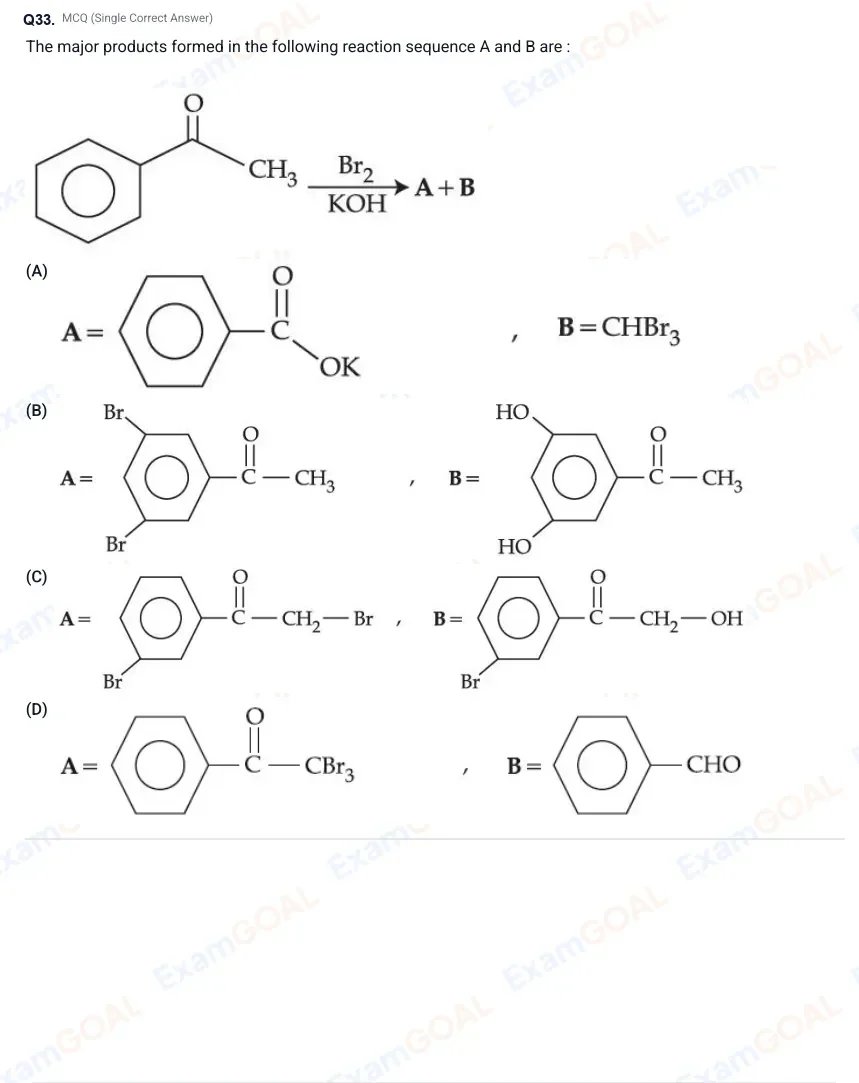 Q33. MCQ (Single Correct Answer)
The major products formed in the following reaction sequence A and B are :
O
CH3
Br2
KOH
A + B
(A)
A =
O
C
OK
,
B = CHBr3
(B)
A =
Br
Br
O
C — CH3
,
B =
HO
HO
O
C — CH3
(C)
A =
Br
O
C — CH2 — Br
,
B =
Br
O
C — CH2 — OH
(D)
A =
O
C — CBr3
,
B =
CHO
ExamGOAL